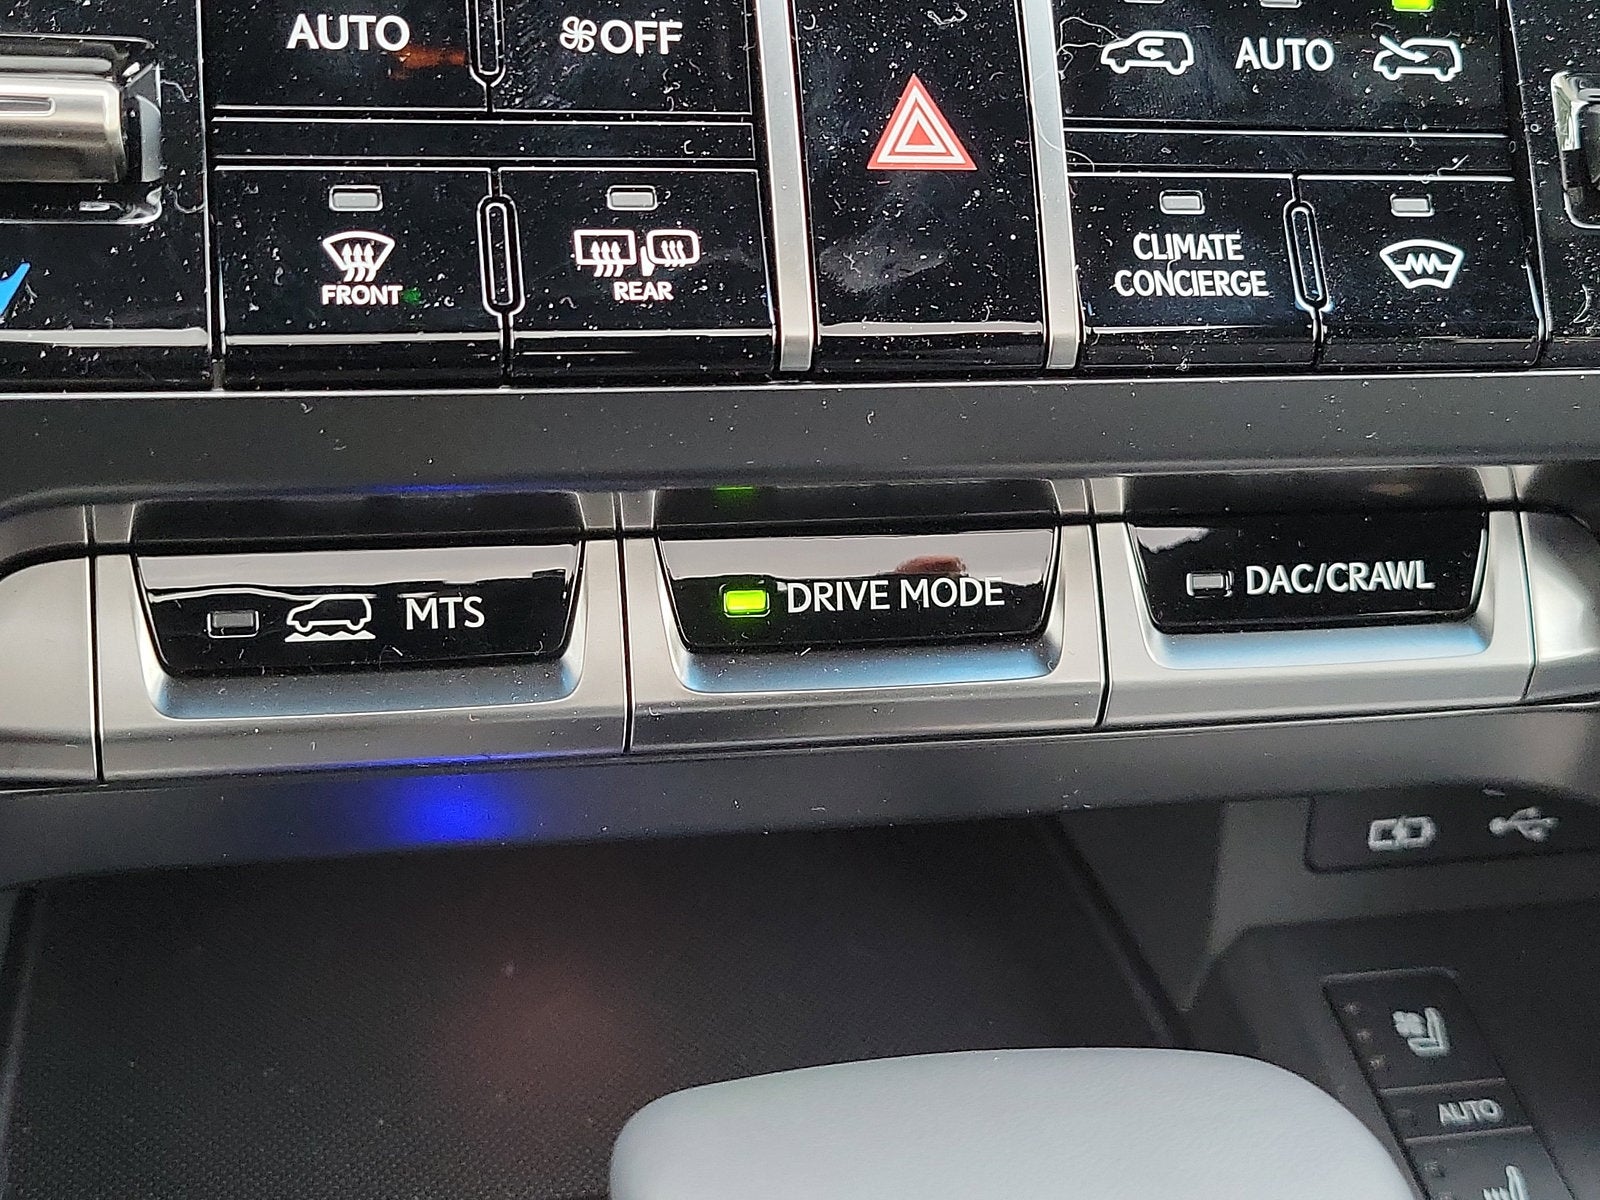 AUTO
OFF
AUTO
FRONT
REAR
CLIMATE
CONCIERGE
MTS
DRIVE MODE
DAC/CRAWL
AUTO